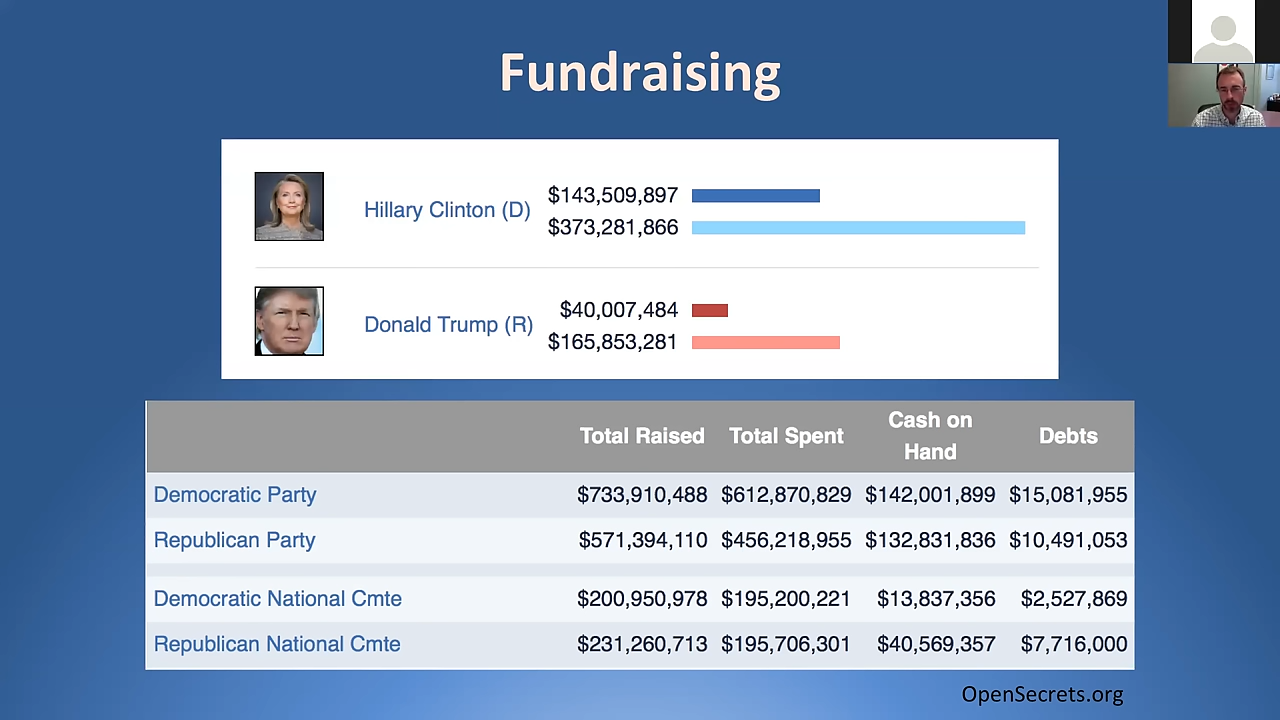 Fundraising
Hillary Clinton (D)
$143,509,897
$373,281,866
Donald Trump (R)
$40,007,484
$165,853,281
Total Raised Total Spent Cash on Hand Debts
Democratic Party $733,910,488 $612,870,829 $142,001,899 $15,081,955
Republican Party $571,394,110 $456,218,955 $132,831,836 $10,491,053
Democratic National Cmte $200,950,978 $195,200,221 $13,837,356 $2,527,869
Republican National Cmte $231,260,713 $195,706,301 $40,569,357 $7,716,000
OpenSecrets.org